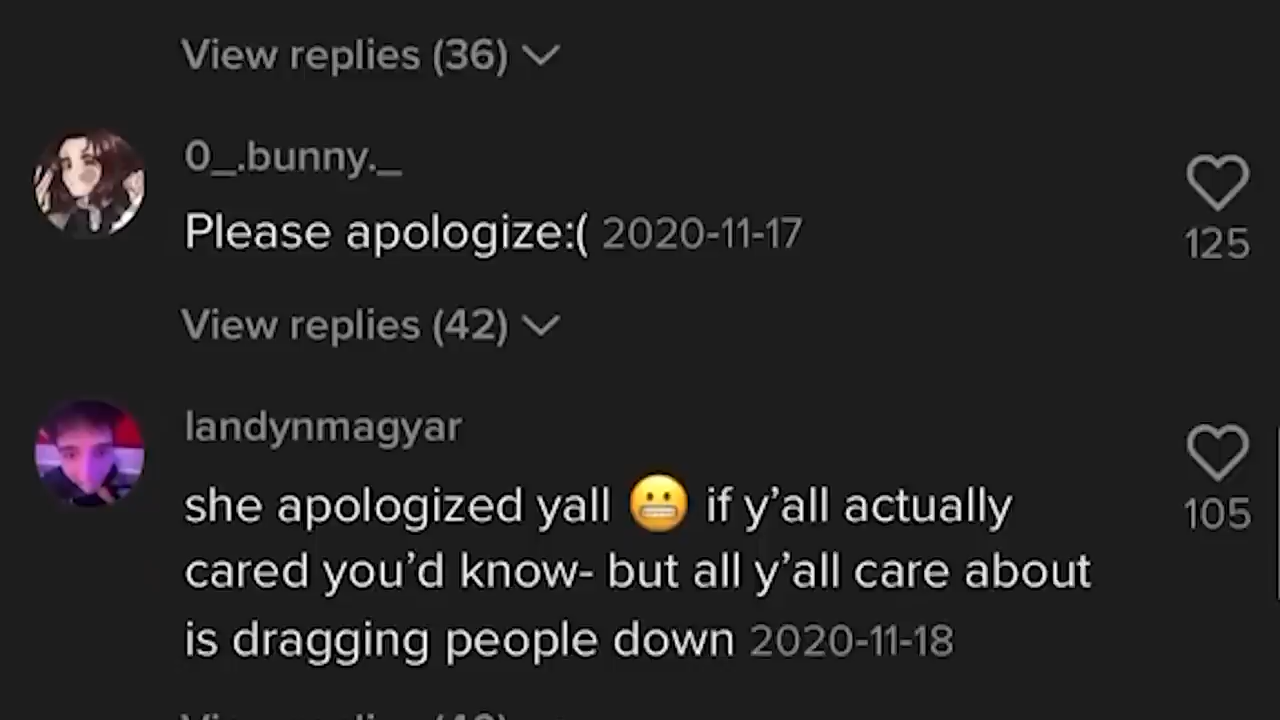 View replies (36)
0_.bunny._
Please apologize:( 2020-11-17
125
View replies (42)
landynmagyar
she apologized yall 😬 if y’all actually
cared you’d know- but all y’all care about
is dragging people down 2020-11-18
105